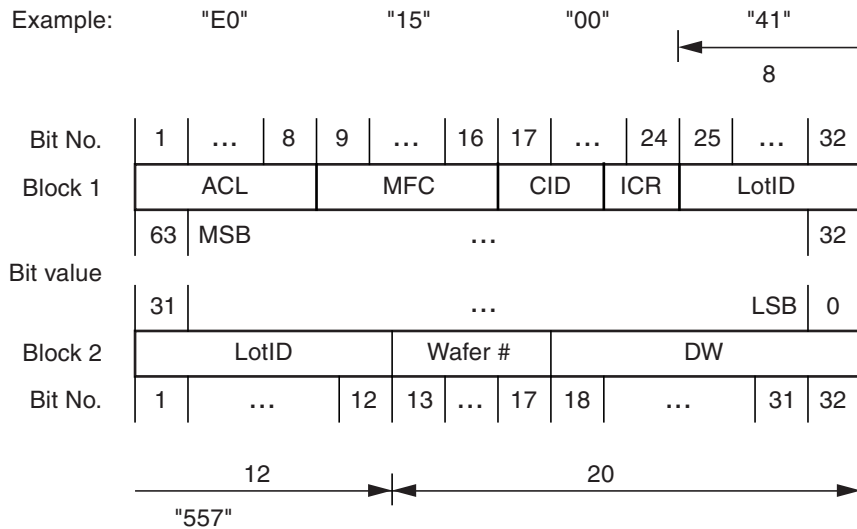 Example: "E0" "15" "00" "41"
8
Bit No. 1 ... 8 9 ... 16 17 ... 24 25 ... 32
Block 1 ACL MFC CID ICR LotID
63 MSB ... 32
Bit value
31 ... LSB 0
Block 2 LotID Wafer # DW
Bit No. 1 ... 12 13 ... 17 18 ... 31 32
12 20
"557"